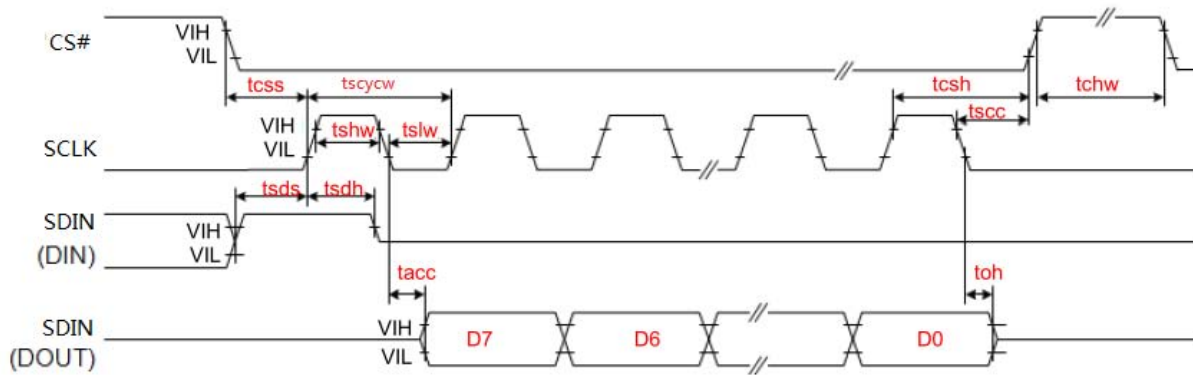 'CS#
VIH
VIL
tcss
tscycw
tcsh
tchw
tscc
SCLK
VIH
VIL
tshw
tslw
tsds
tsdh
SDIN
(DIN)
VIH
VIL
tacc
toh
SDIN
(DOUT)
VIH
VIL
D7
D6
D0